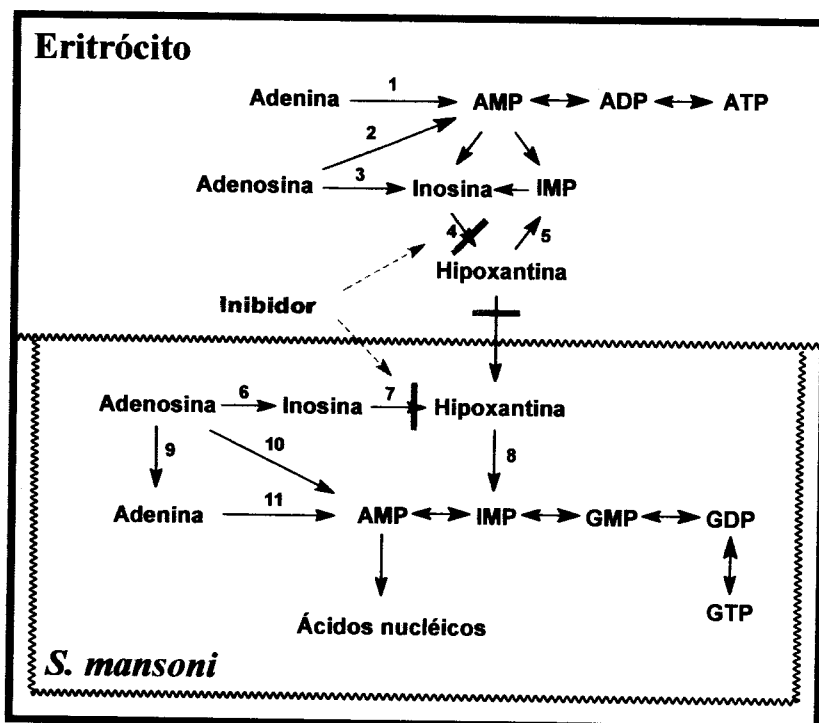 Eritrócito
1
Adenina AMP ADP ATP
2
3
Adenosina Inosina IMP
4 5
Hipoxantina
Inibidor
6 7
Adenosina Inosina Hipoxantina
9 10 8
11
Adenina AMP IMP GMP GDP
Ácidos nucléicos GTP
S. mansoni